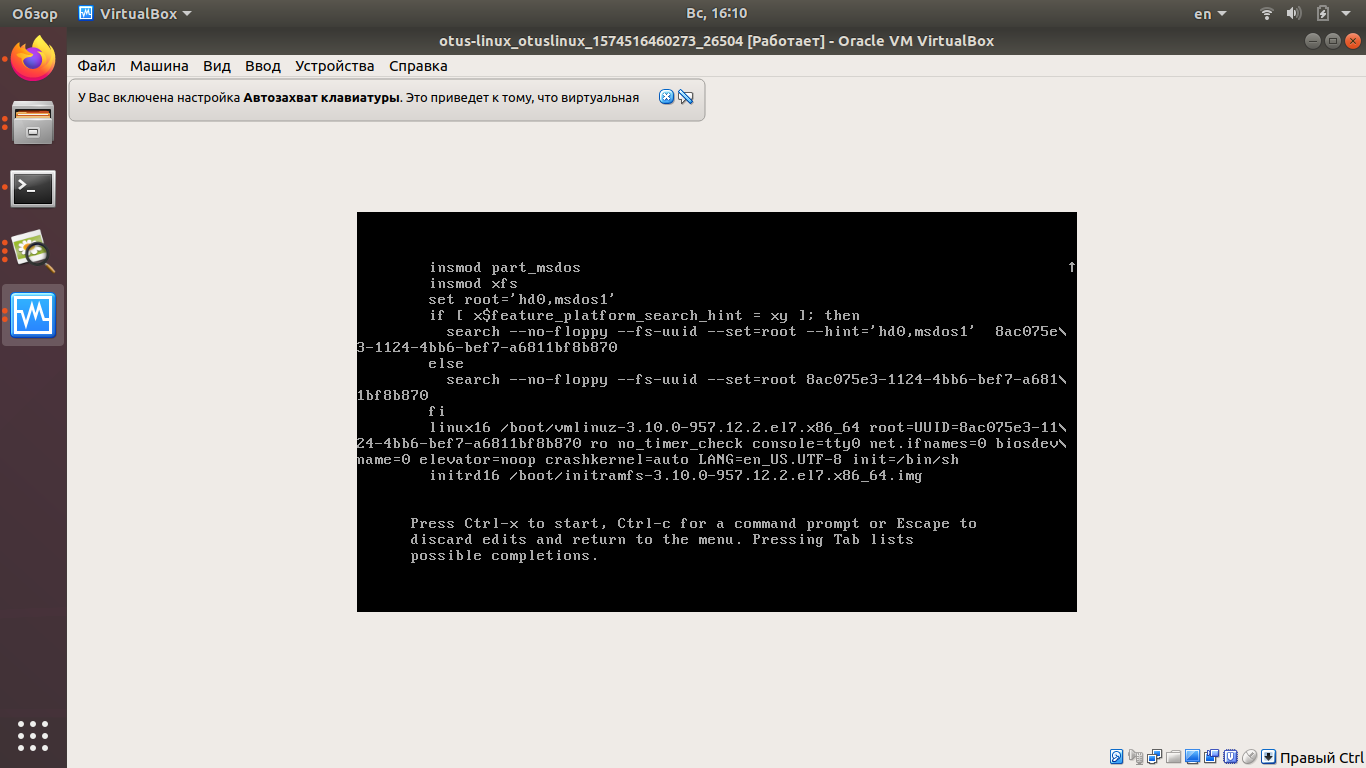 Обзор
VirtualBox
Вс, 16:10
en
otus-linux_otuslinux_1574516460273_26504 [Работает] - Oracle VM VirtualBox
Файл Машина Вид Ввод Устройства Справка
У Вас включена настройка Автозахват клавиатуры. Это приведет к тому, что виртуальная
insmod part_msdos
insmod xfs
set root='hd0,msdos1'
if [ x$feature_platform_search_hint = xy ]; then
search --no-floppy --fs-uuid --set=root --hint='hd0,msdos1' 8ac075e\
3-1124-4bb6-bef7-a6811bf8b870
else
search --no-floppy --fs-uuid --set=root 8ac075e3-1124-4bb6-bef7-a681\
1bf8b870
fi
linux16 /boot/vmlinuz-3.10.0-957.12.2.el7.x86_64 root=UUID=8ac075e3-11\
24-4bb6-bef7-a6811bf8b870 ro no_timer_check console=tty0 net.ifnames=0 biosdev\
name=0 elevator=noop crashkernel=auto LANG=en_US.UTF-8 init=/bin/sh
initrd16 /boot/initramfs-3.10.0-957.12.2.el7.x86_64.img
Press Ctrl-x to start, Ctrl-c for a command prompt or Escape to
discard edits and return to the menu. Pressing Tab lists
possible completions.
Правый Ctrl